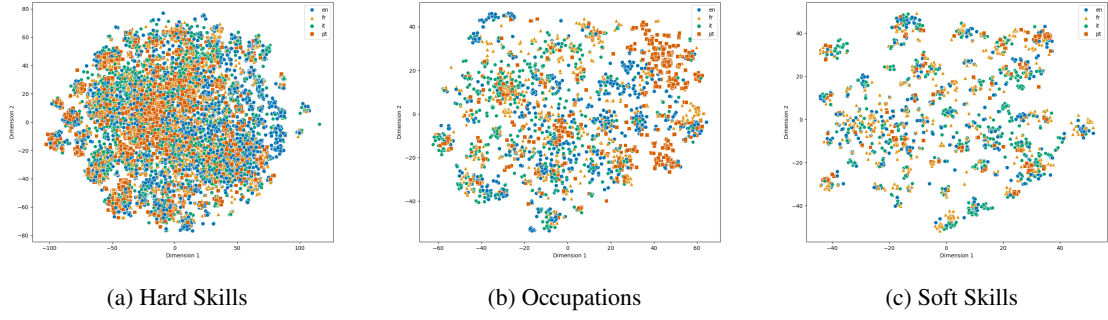 en
fr
it
pt
80
60
40
20
0
−20
−40
−60
−80
Dimension 2
−100 −50 0 50 100
Dimension 1
(a) Hard Skills
en
fr
it
pt
40
20
0
−20
−40
Dimension 2
−60 −40 −20 0 20 40 60
Dimension 1
(b) Occupations
en
fr
it
pt
40
20
0
−20
−40
Dimension 2
−40 −20 0 20 40
Dimension 1
(c) Soft Skills